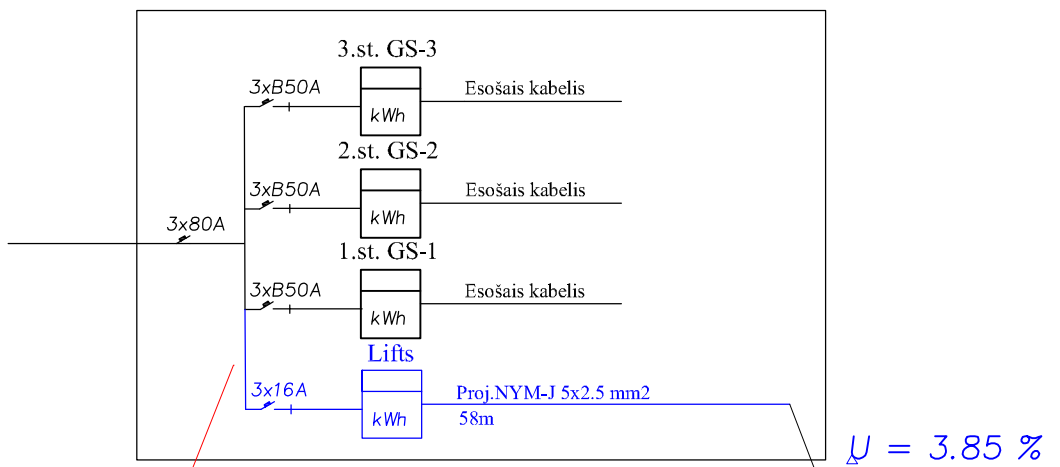 3.st. GS-3
3xB50A
kWh
Esošais kabelis
2.st. GS-2
3xB50A
kWh
Esošais kabelis
3x80A
1.st. GS-1
3xB50A
kWh
Esošais kabelis
Lifts
3x16A
kWh
Proj.NYM-J 5x2.5 mm2
58m
△U = 3.85 %